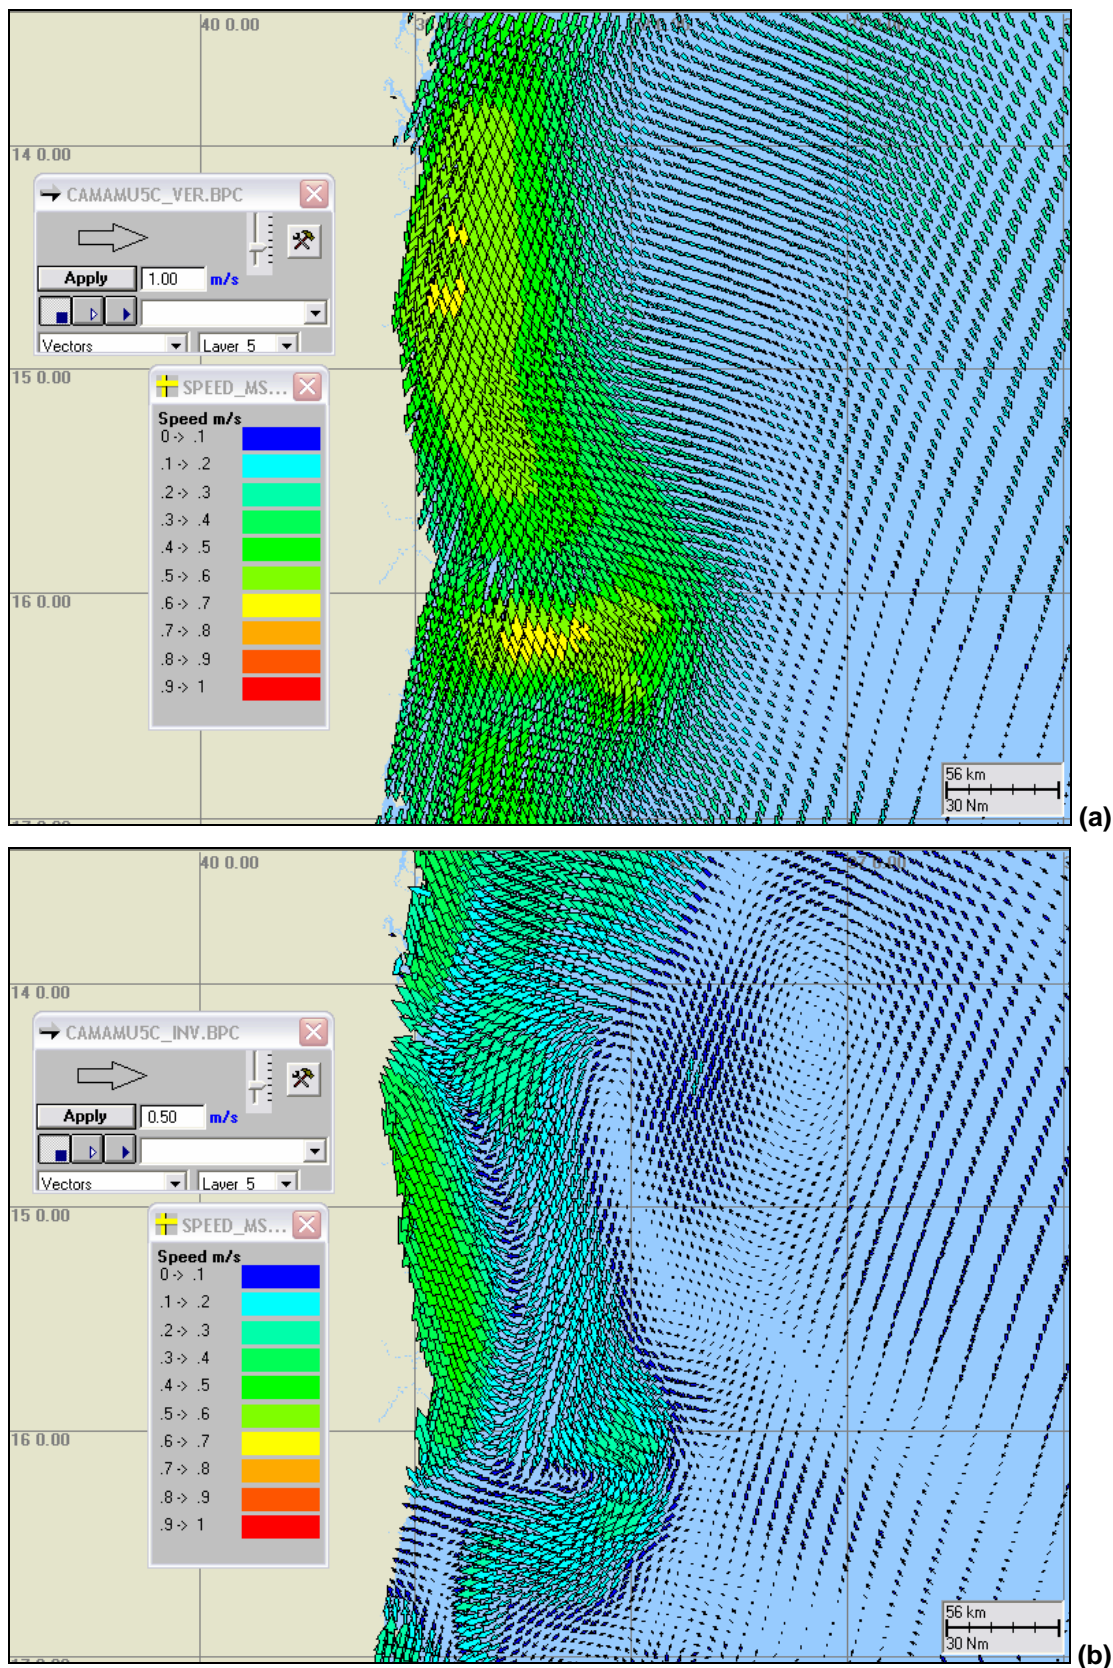 40 0.00
14 0.00
CAMAMU5C_VER.BPC
Apply 1.00 m/s
Vectors Layer 5
15 0.00
SPEED_MS...
Speed m/s
0 -> .1
.1 -> .2
.2 -> .3
.3 -> .4
.4 -> .5
.5 -> .6
.6 -> .7
.7 -> .8
.8 -> .9
.9 -> 1
16 0.00
56 km
30 Nm
(a)
40 0.00
37 0.00
14 0.00
CAMAMU5C_INV.BPC
Apply 0.50 m/s
Vectors Layer 5
15 0.00
SPEED_MS...
Speed m/s
0 -> .1
.1 -> .2
.2 -> .3
.3 -> .4
.4 -> .5
.5 -> .6
.6 -> .7
.7 -> .8
.8 -> .9
.9 -> 1
16 0.00
56 km
30 Nm
(b)